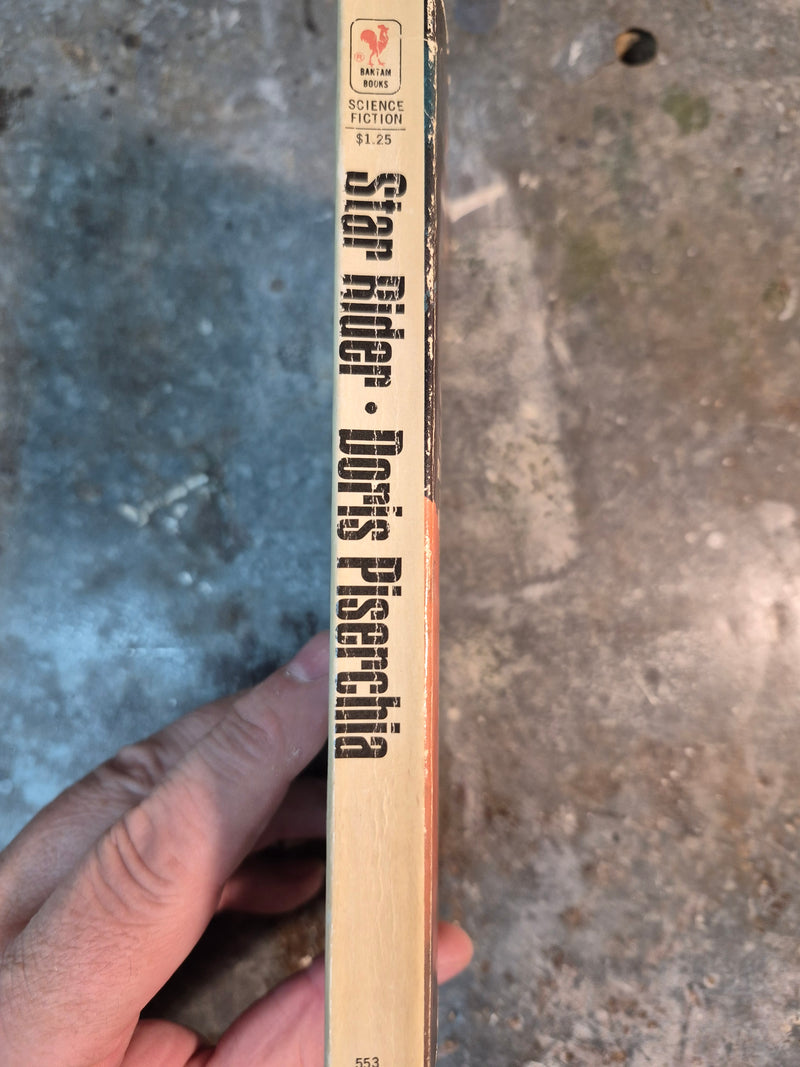 ®
BANTAM
BOOKS
SCIENCE
FICTION
$1.25
Star Rider • Doris Piserchia
553